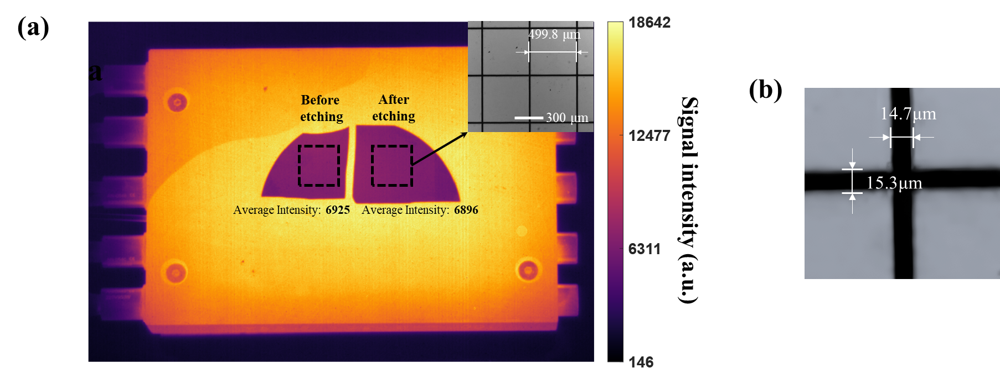 (a)
a
Before
etching
After
etching
Average Intensity: 6925
Average Intensity: 6896
499.8 μm
300 μm
18642
12477
6311
146
Signal intensity (a.u.)
(b)
14.7μm
15.3μm